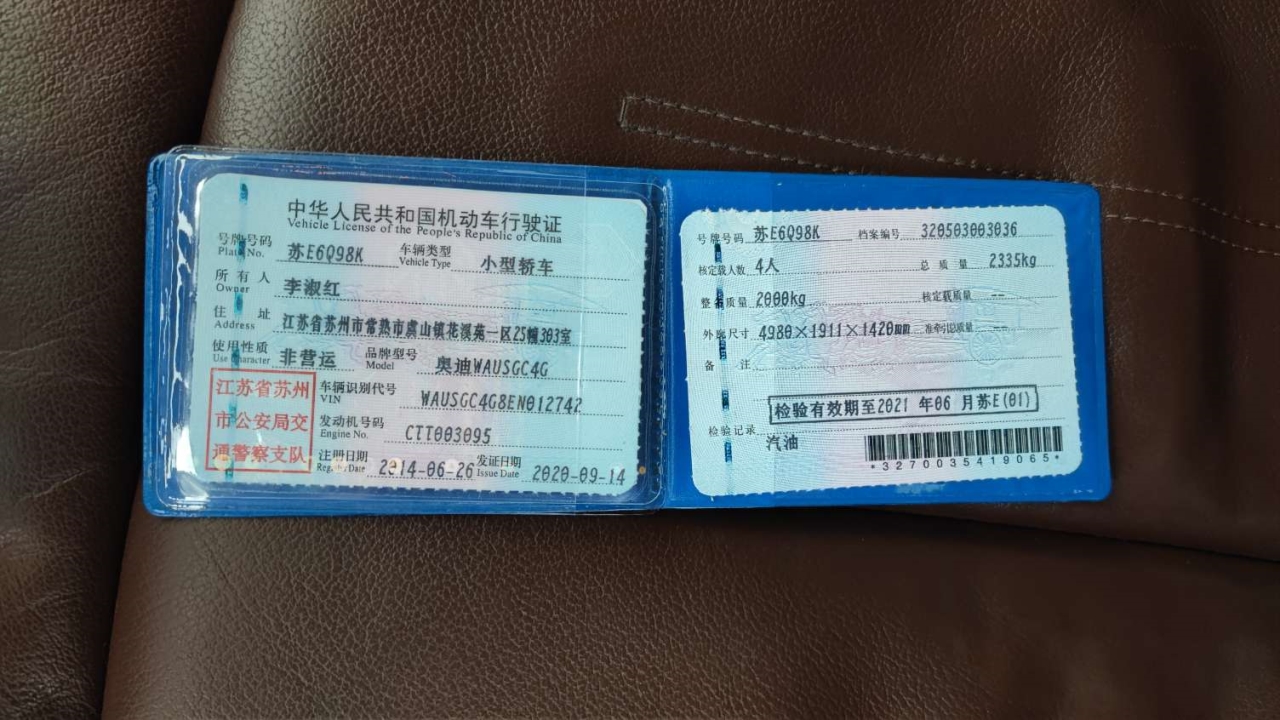 中华人民共和国机动车行驶证
Vehicle License of the People's Republic of China
号牌号码 苏E6Q98K 车辆类型 小型轿车
Plate No. Vehicle Type
所有人 李淑红
Owner
住址 江苏省苏州市常熟市虞山镇花溪苑一区25幢303室
Address
使用性质 非营运 品牌型号 奥迪WAUSGC4G
Use Character Model
江苏省苏州
市公安局交
通警察支队
车辆识别代号 WAUSGC4G8EN012742
VIN
发动机号码 CTT003095
Engine No.
注册日期 2014-06-26 发证日期 2020-09-14
Register Date Issue Date
号牌号码 苏E6Q98K 档案编号 320503003036
核定载人数 4人 总质量 2335kg
整备质量 2000kg 核定载质量 --
外廓尺寸 4980×1911×1420mm 准牵引总质量 --
备注
检验有效期至2021 年06 月苏E(01)
检验记录
汽油
*3270035419065*